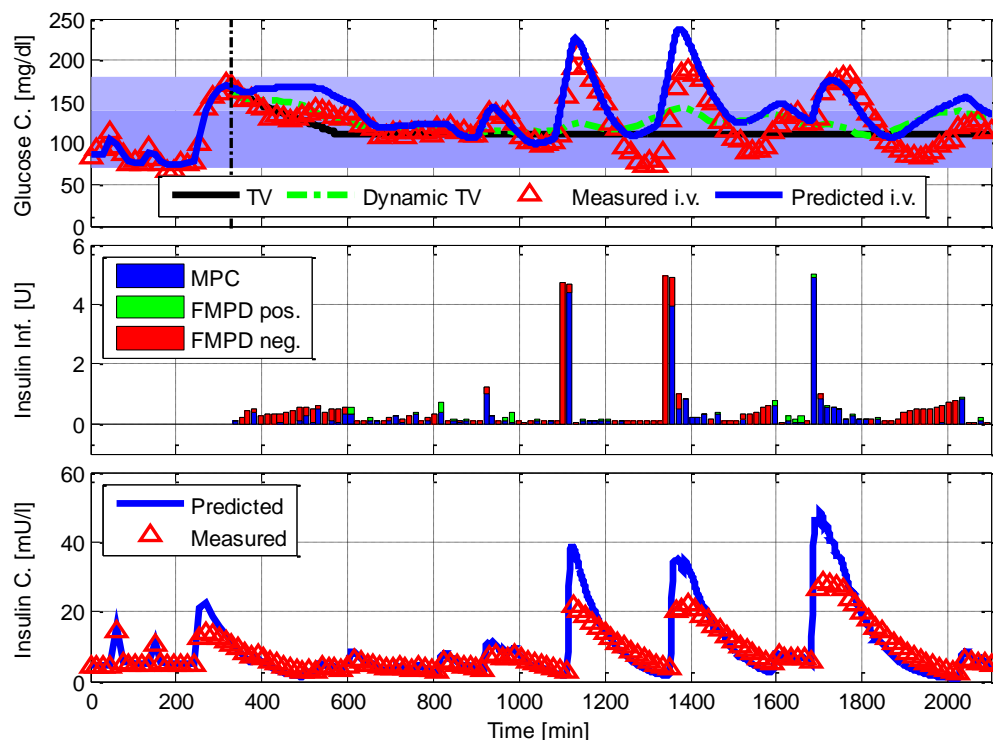 250
200
150
100
50
0
Glucose C. [mg/dl]
TV
Dynamic TV
Measured i.v.
Predicted i.v.
6
4
2
0
Insulin Inf. [U]
MPC
FMPD pos.
FMPD neg.
60
40
20
0
Insulin C. [mU/l]
Predicted
Measured
0 200 400 600 800 1000 1200 1400 1600 1800 2000
Time [min]